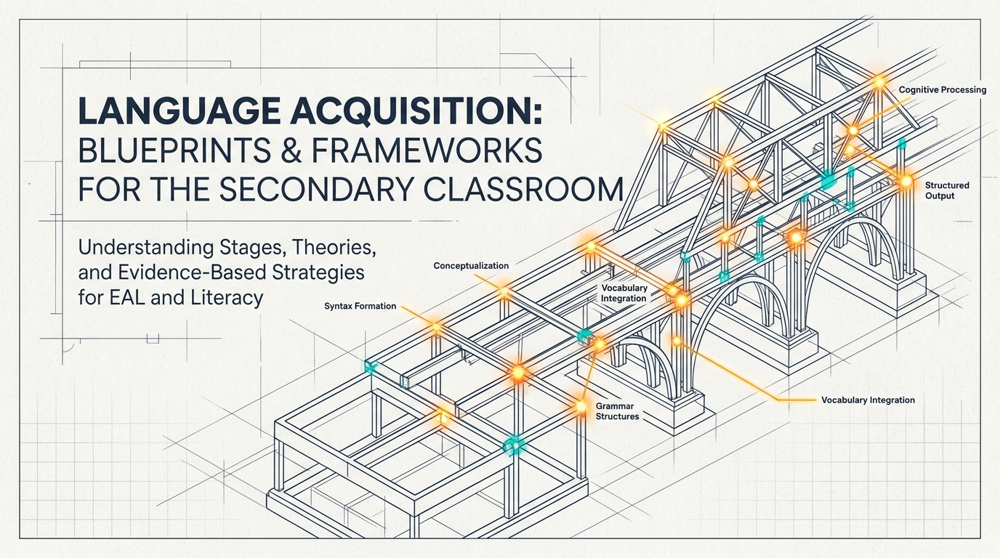 LANGUAGE ACQUISITION:
BLUEPRINTS & FRAMEWORKS
FOR THE SECONDARY CLASSROOM
Understanding Stages, Theories,
and Evidence-Based Strategies
for EAL and Literacy
Cognitive Processing
Structured
Output
Conceptualization
Vocabulary
Integration
Syntax Formation
Grammar
Structures
Vocabulary Integration